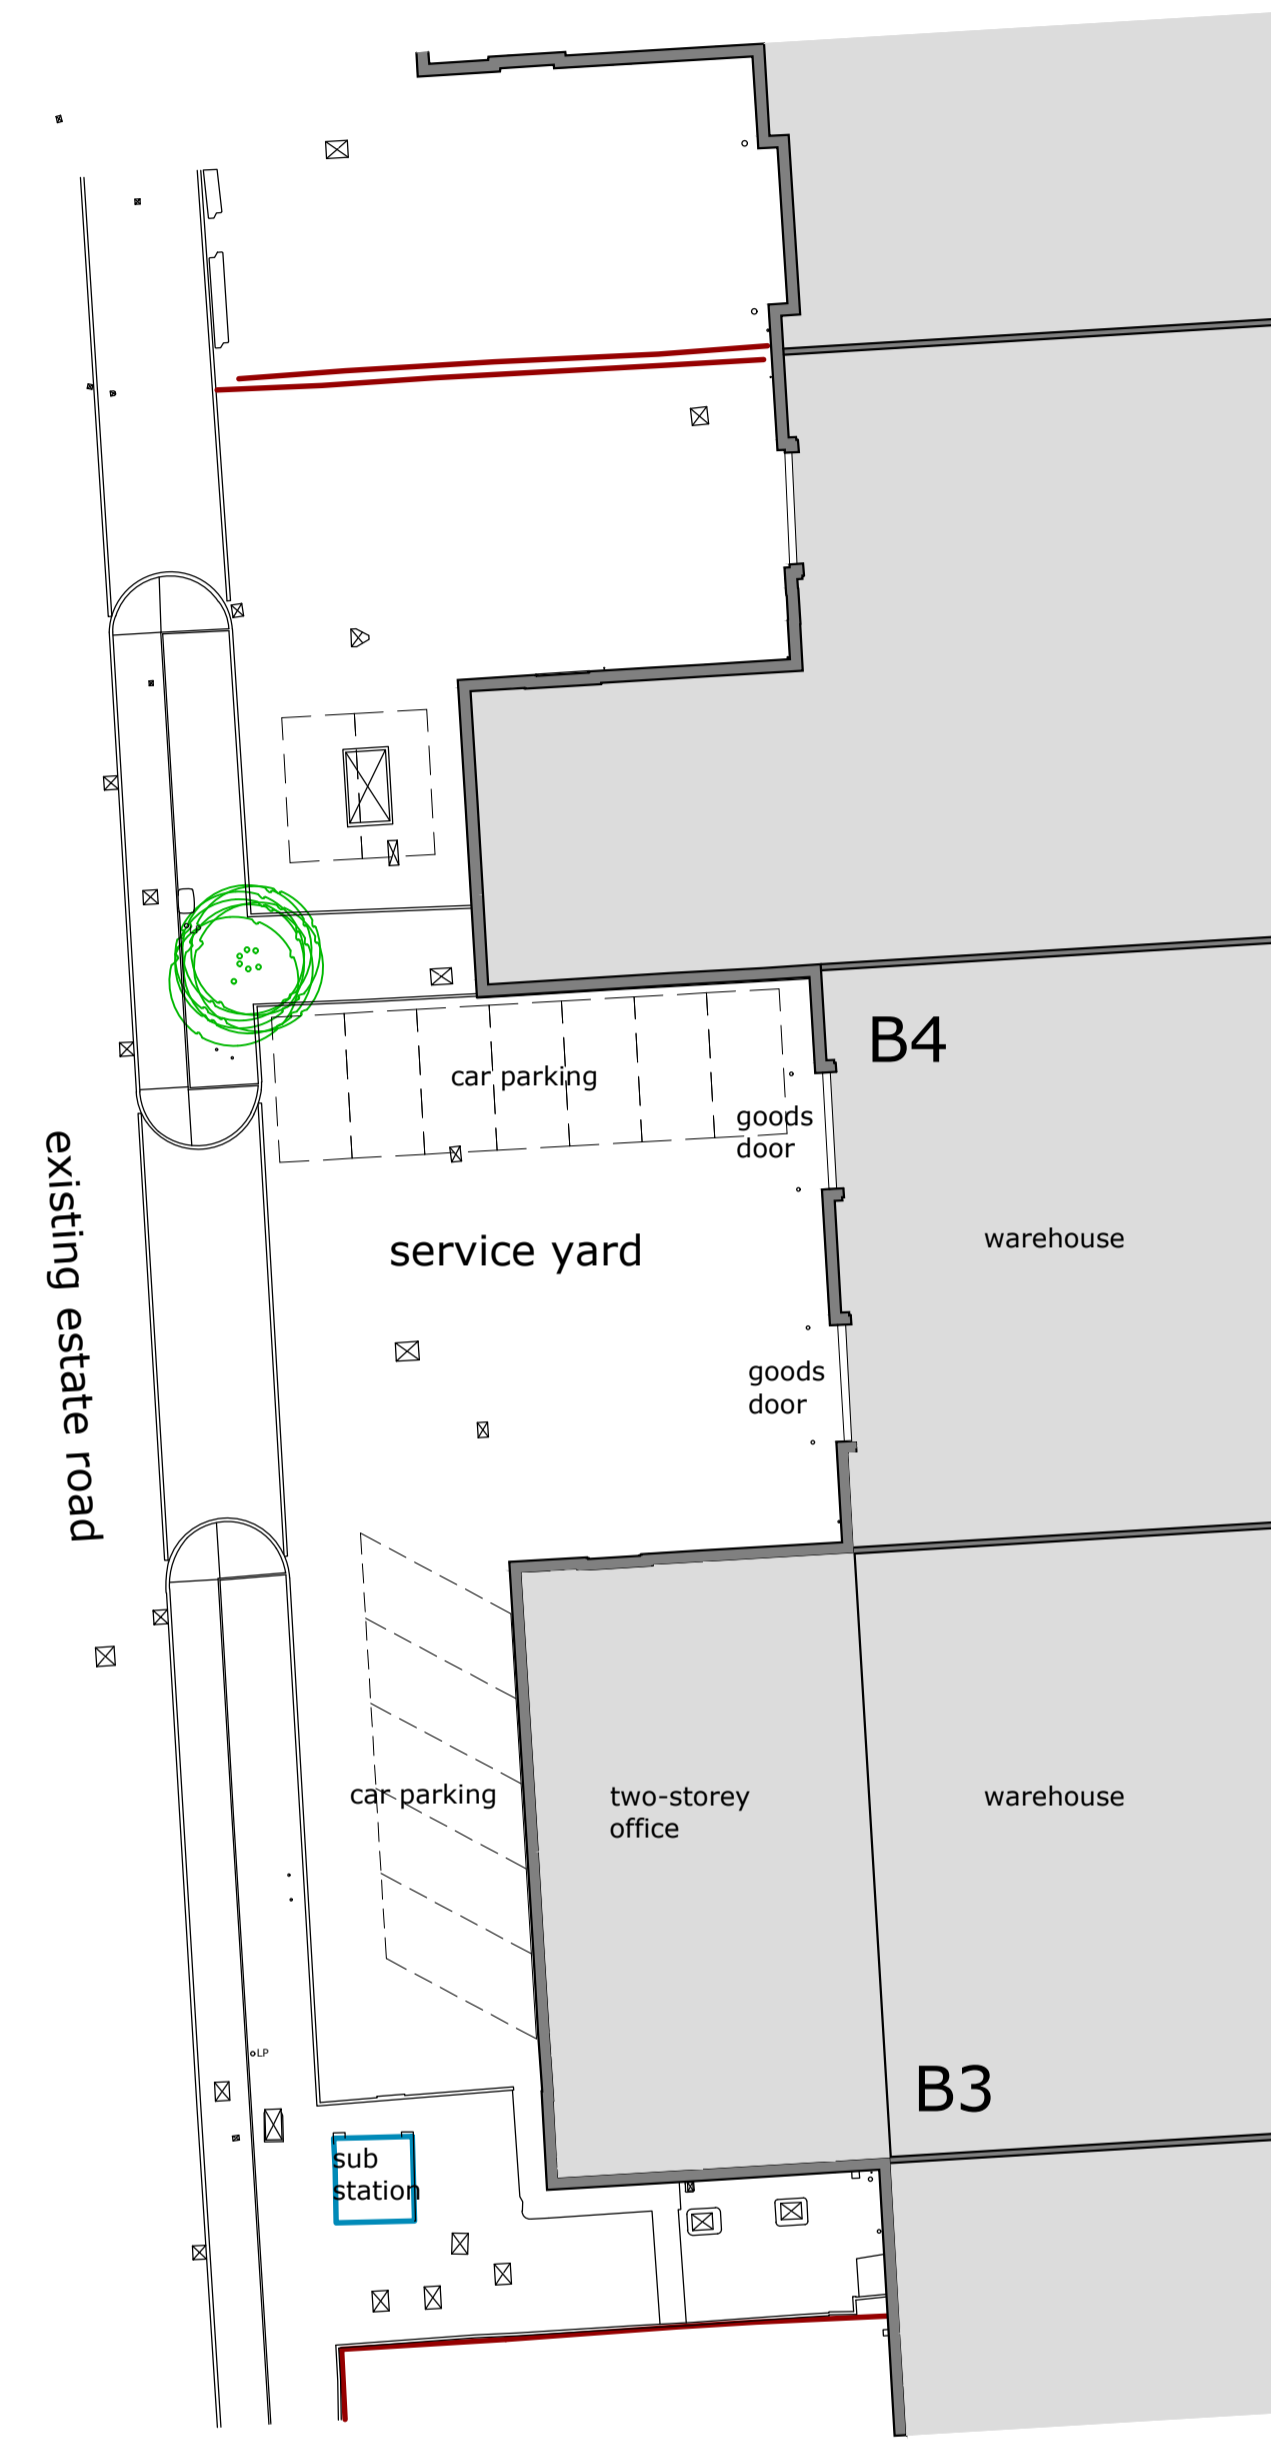 B4
car parking
goods
door
existing estate road
service yard
warehouse
goods
door
car parking
two-storey
office
warehouse
LP
B3
sub
station